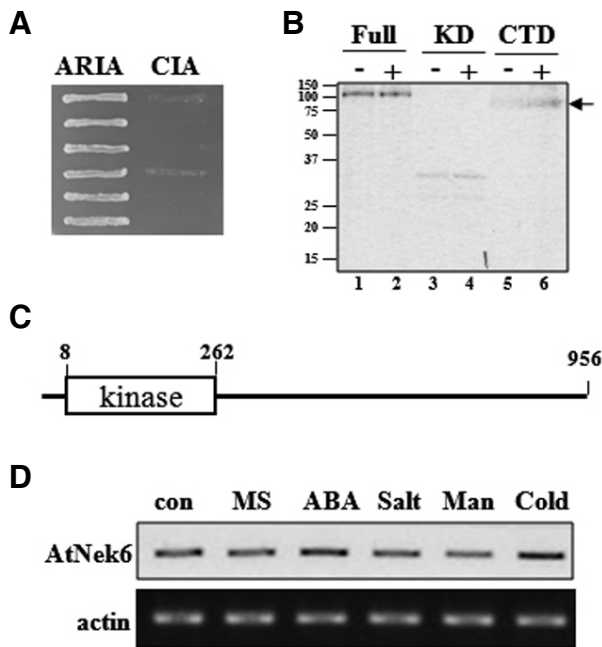 A
ARIA CIA
B
Full KD CTD
- + - + - +
150
100
75
50
37
25
20
15
1 2 3 4 5 6
C
8 262 956
kinase
D
con MS ABA Salt Man Cold
AtNek6
actin